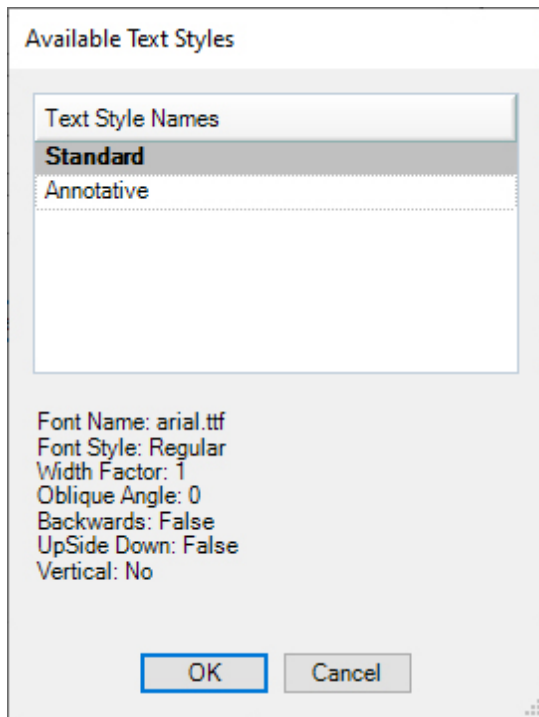 Available Text Styles
Text Style Names
Standard
Annotative
Font Name: arial.ttf
Font Style: Regular
Width Factor: 1
Oblique Angle: 0
Backwards: False
UpSide Down: False
Vertical: No
OK Cancel